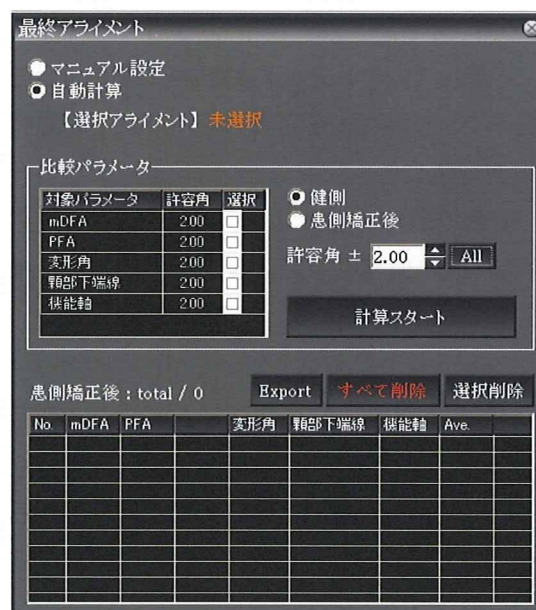 最終アライメント
マニュアル設定
自動計算
【選択アライメント】 未選択
比較パラメータ
対象パラメータ 許容角 選択
mDFA 2.00
PFA 2.00
変形角 2.00
顆部下端線 2.00
機能軸 2.00
健側
患側矯正後
許容角 ± 2.00 All
計算スタート
患側矯正後 : total / 0 Export すべて削除 選択削除
No. mDFA PFA 変形角 顆部下端線 機能軸 Ave.